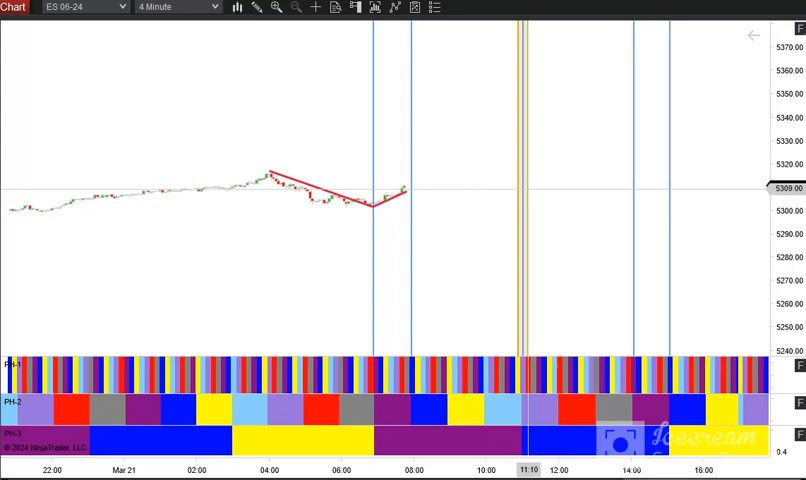 Chart ES 06-24 4 Minute
F
5370.00
5360.00
5350.00
5340.00
5330.00
5320.00
5309.00
5300.00
5290.00
5280.00
5270.00
5260.00
5250.00
5240.00
PH-1 F
PH-2 F
PH-3 F
Icecream
© 2024 NinjaTrader, LLC 0.4
22:00 Mar 21 02:00 04:00 06:00 08:00 10:00 11:10 12:00 14:00 16:00